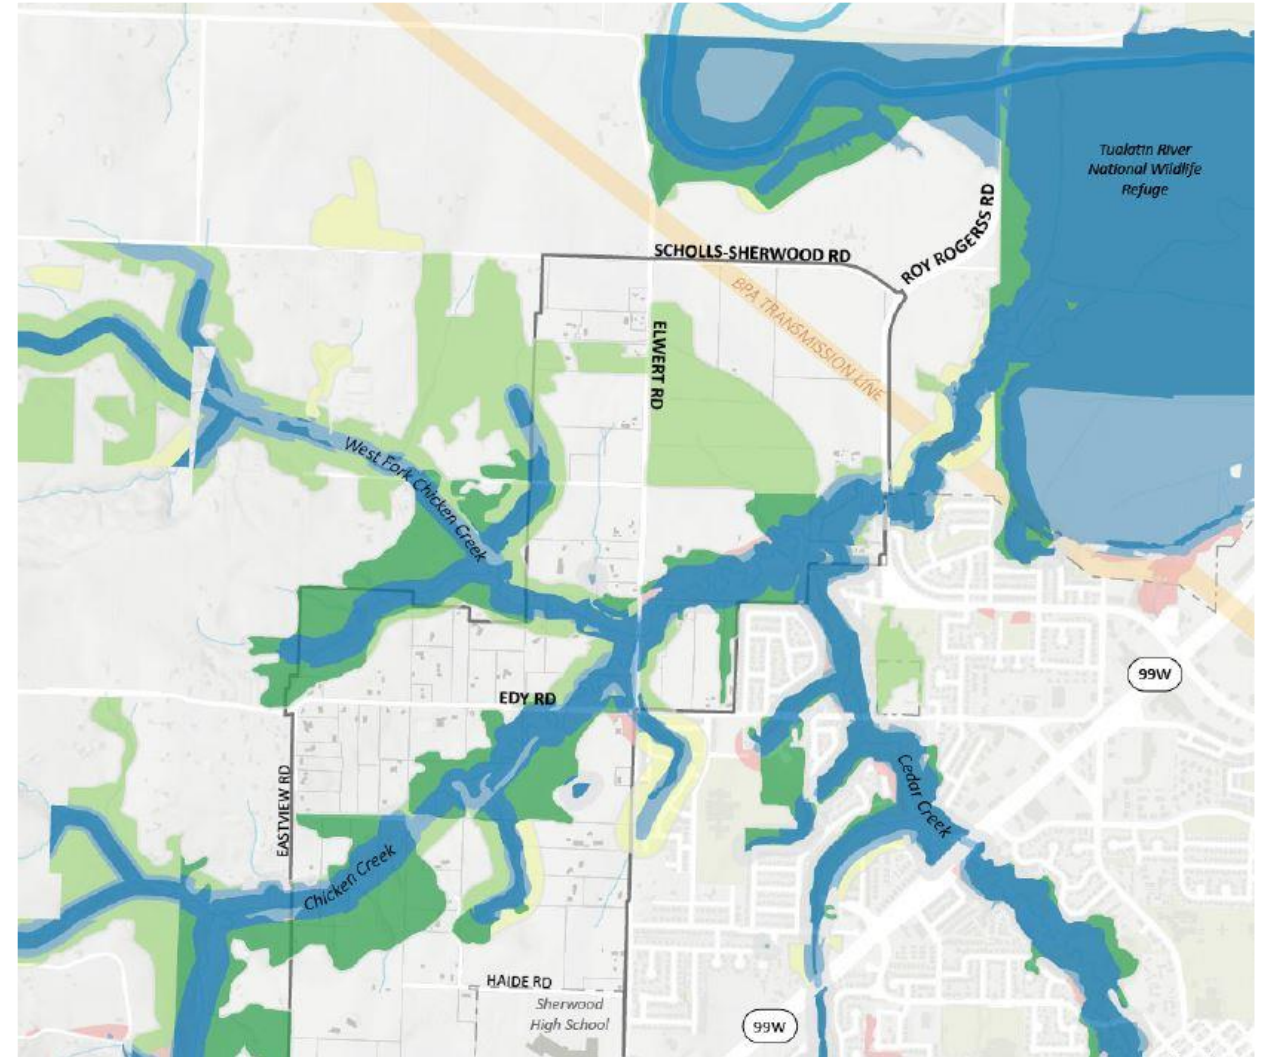 Tualatin River
National Wildlife
Refuge
ROY ROGERSS RD
SCHOLLS-SHERWOOD RD
BPA TRANSMISSION LINE
ELWERT RD
West Fork Chicken Creek
99W
EDY RD
Cedar Creek
EASTVIEW RD
Chicken Creek
HAIDE RD
Sherwood
High School
99W